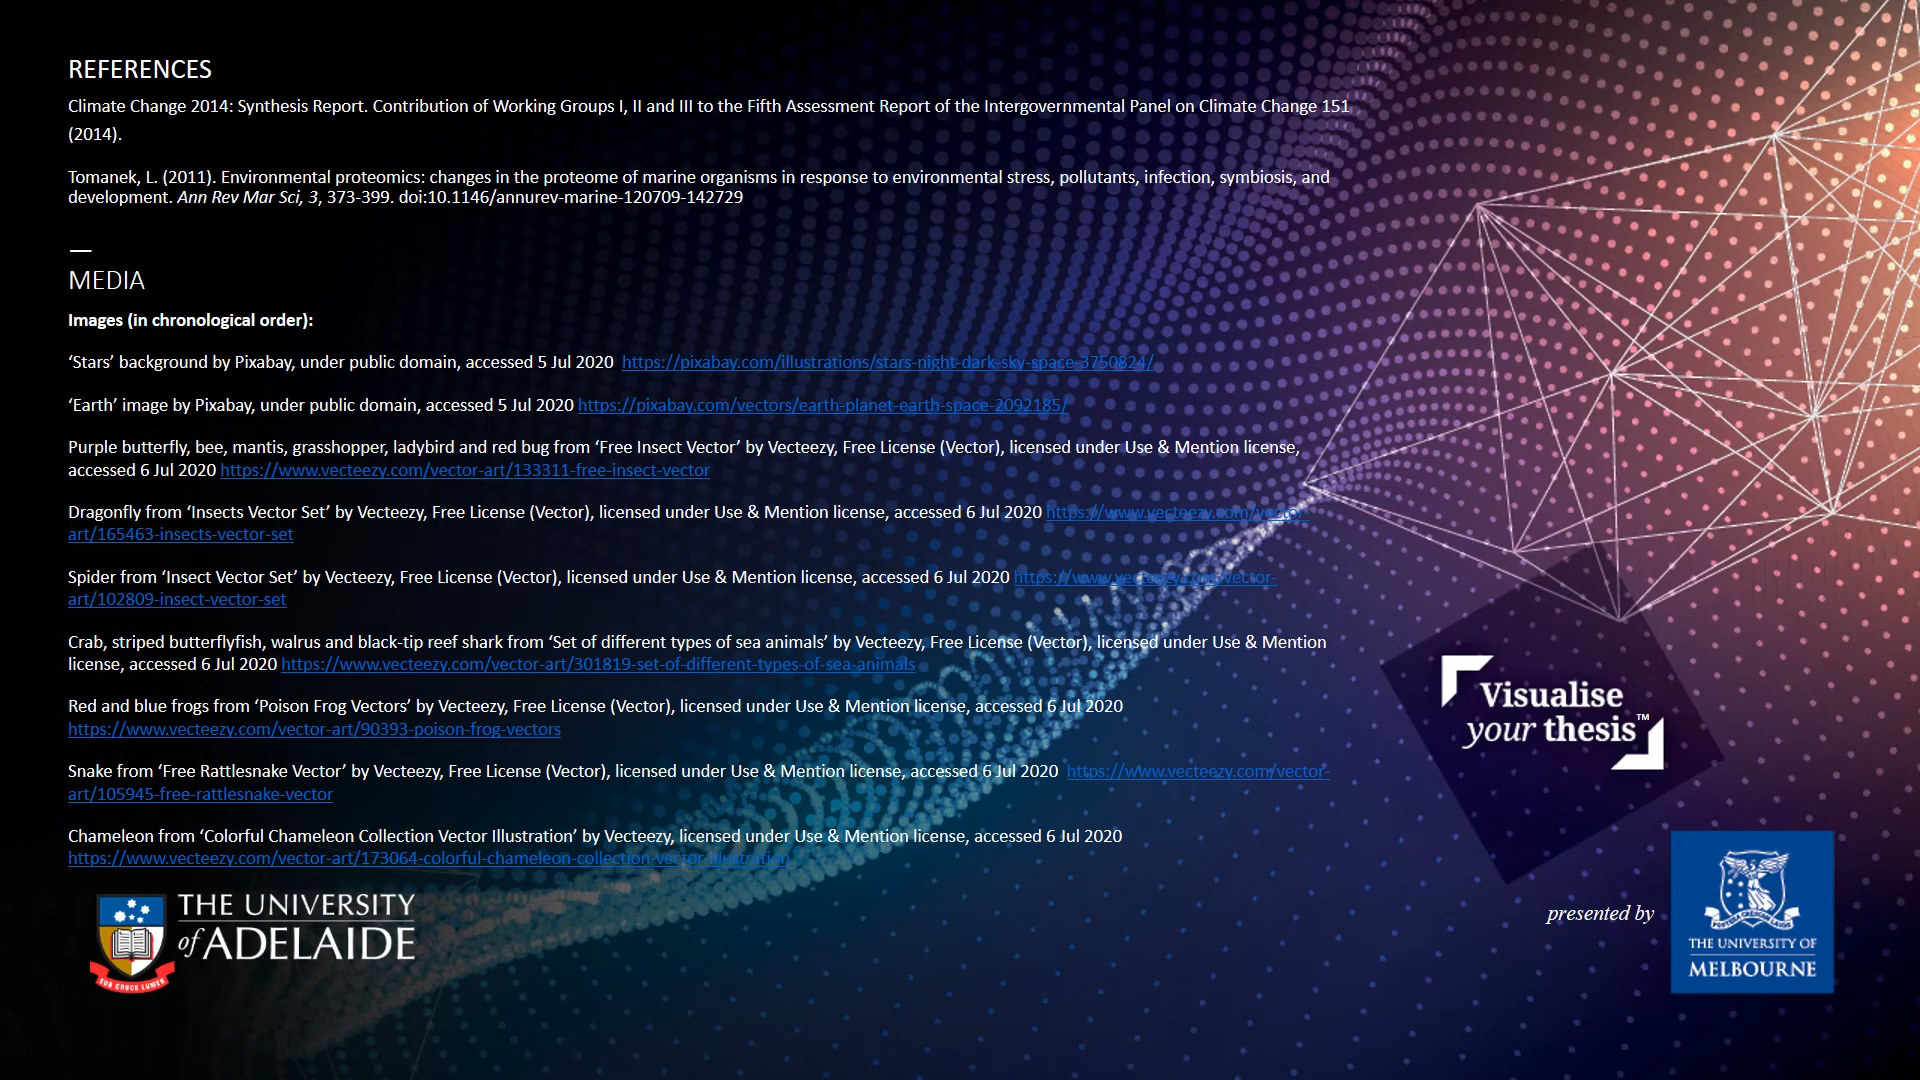 REFERENCES
Climate Change 2014: Synthesis Report. Contribution of Working Groups I, II and III to the Fifth Assessment Report of the Intergovernmental Panel on Climate Change 151
(2014).
Tomanek, L. (2011). Environmental proteomics: changes in the proteome of marine organisms in response to environmental stress, pollutants, infection, symbiosis, and
development. Ann Rev Mar Sci, 3, 373-399. doi:10.1146/annurev-marine-120709-142729
—
MEDIA
Images (in chronological order):
‘Stars’ background by Pixabay, under public domain, accessed 5 Jul 2020 https://pixabay.com/illustrations/stars-night-dark-sky-space-3750824/
‘Earth’ image by Pixabay, under public domain, accessed 5 Jul 2020 https://pixabay.com/vectors/earth-planet-earth-space-2092185/
Purple butterfly, bee, mantis, grasshopper, ladybird and red bug from ‘Free Insect Vector’ by Vecteezy, Free License (Vector), licensed under Use & Mention license,
accessed 6 Jul 2020 https://www.vecteezy.com/vector-art/133311-free-insect-vector
Dragonfly from ‘Insects Vector Set’ by Vecteezy, Free License (Vector), licensed under Use & Mention license, accessed 6 Jul 2020 https://www.vecteezy.com/vector-
art/165463-insects-vector-set
Spider from ‘Insect Vector Set’ by Vecteezy, Free License (Vector), licensed under Use & Mention license, accessed 6 Jul 2020 https://www.vecteezy.com/vector-
art/102809-insect-vector-set
Crab, striped butterflyfish, walrus and black-tip reef shark from ‘Set of different types of sea animals’ by Vecteezy, Free License (Vector), licensed under Use & Mention
license, accessed 6 Jul 2020 https://www.vecteezy.com/vector-art/301819-set-of-different-types-of-sea-animals
Red and blue frogs from ‘Poison Frog Vectors’ by Vecteezy, Free License (Vector), licensed under Use & Mention license, accessed 6 Jul 2020
https://www.vecteezy.com/vector-art/90393-poison-frog-vectors
Snake from ‘Free Rattlesnake Vector’ by Vecteezy, Free License (Vector), licensed under Use & Mention license, accessed 6 Jul 2020 https://www.vecteezy.com/vector-
art/105945-free-rattlesnake-vector
Chameleon from ‘Colorful Chameleon Collection Vector Illustration’ by Vecteezy, licensed under Use & Mention license, accessed 6 Jul 2020
https://www.vecteezy.com/vector-art/173064-colorful-chameleon-collection-vector-illustration
Visualise
your thesis™
THE UNIVERSITY
of ADELAIDE
SUB CRUCE LUMEN
presented by
THE UNIVERSITY OF
MELBOURNE